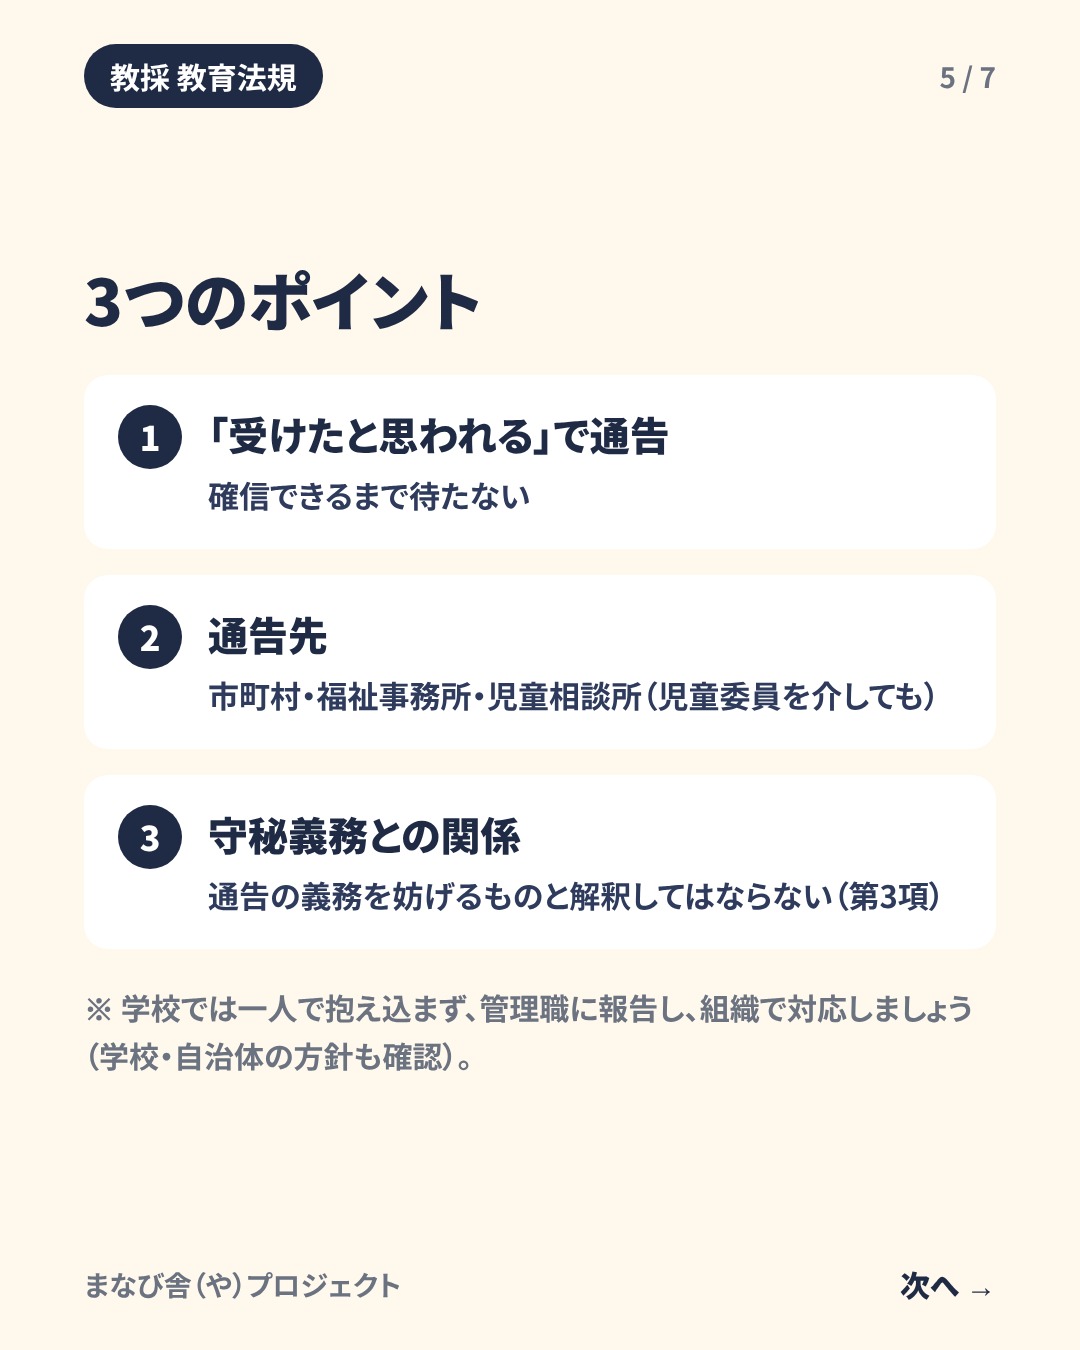 教採 教育法規
5 / 7
3つのポイント
1 「受けたと思われる」で通告
確信できるまで待たない
2 通告先
市町村・福祉事務所・児童相談所（児童委員を介しても）
3 守秘義務との関係
通告の義務を妨げるものと解釈してはならない（第3項）
※ 学校では一人で抱え込まず、管理職に報告し、組織で対応しましょう
（学校・自治体の方針も確認）。
まなび舎（や）プロジェクト
次へ →